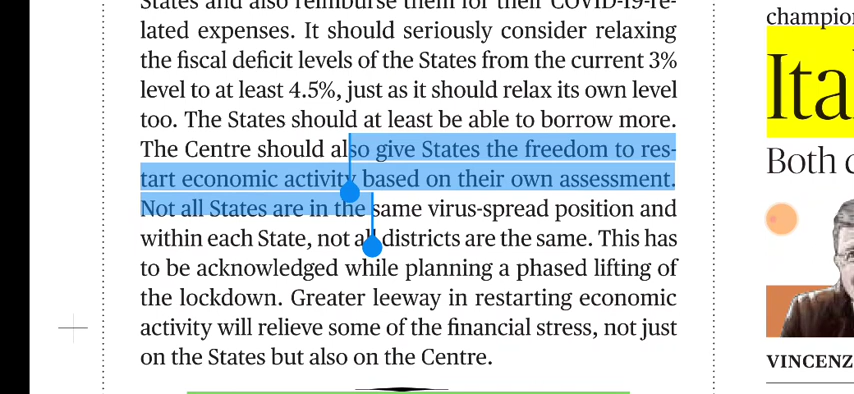 States and also reimburse them for their COVID-19-re-
lated expenses. It should seriously consider relaxing
the fiscal deficit levels of the States from the current 3%
level to at least 4.5%, just as it should relax its own level
too. The States should at least be able to borrow more.
The Centre should also give States the freedom to res-
tart economic activity based on their own assessment.
Not all States are in the same virus-spread position and
within each State, not all districts are the same. This has
to be acknowledged while planning a phased lifting of
the lockdown. Greater leeway in restarting economic
activity will relieve some of the financial stress, not just
on the States but also on the Centre.
champion
Ita
Both
VINCENZ